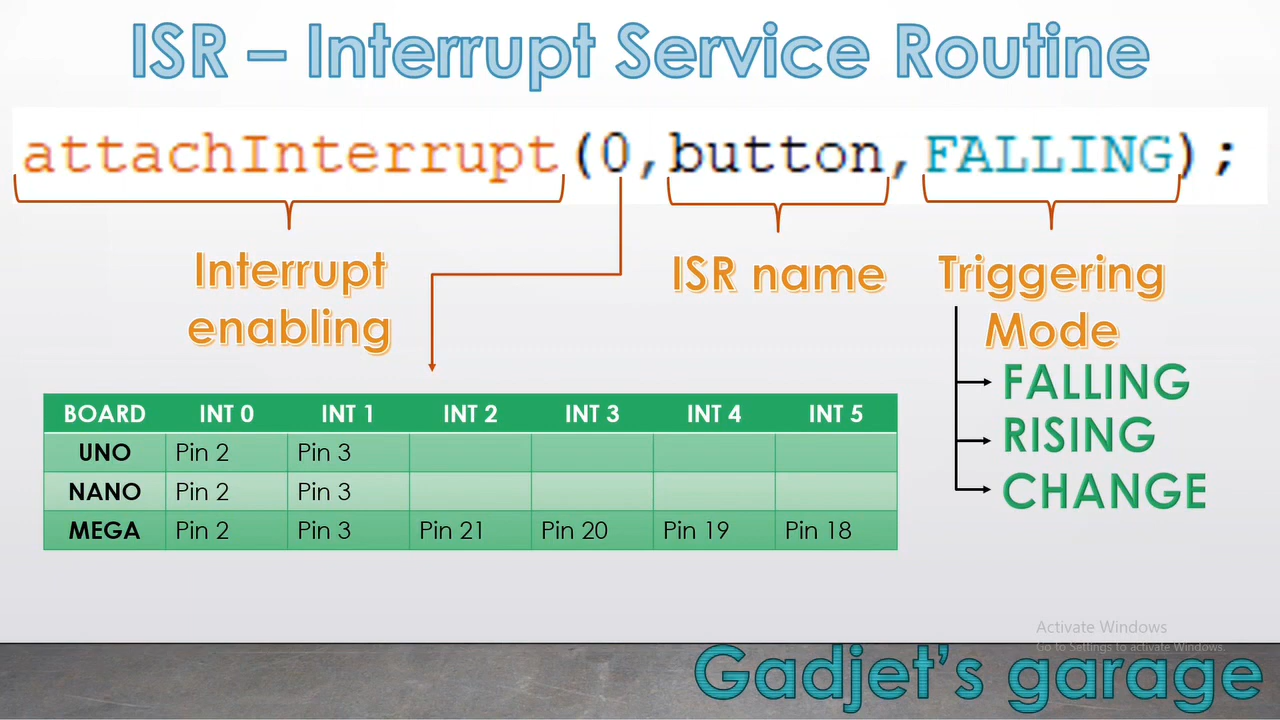 ISR – Interrupt Service Routine
attachInterrupt(0,button,FALLING);
Interrupt
enabling
ISR name
Triggering
Mode
FALLING
RISING
CHANGE
BOARD INT 0 INT 1 INT 2 INT 3 INT 4 INT 5
UNO Pin 2 Pin 3
NANO Pin 2 Pin 3
MEGA Pin 2 Pin 3 Pin 21 Pin 20 Pin 19 Pin 18
Activate Windows
Go to Settings to activate Windows.
Gadjet's garage